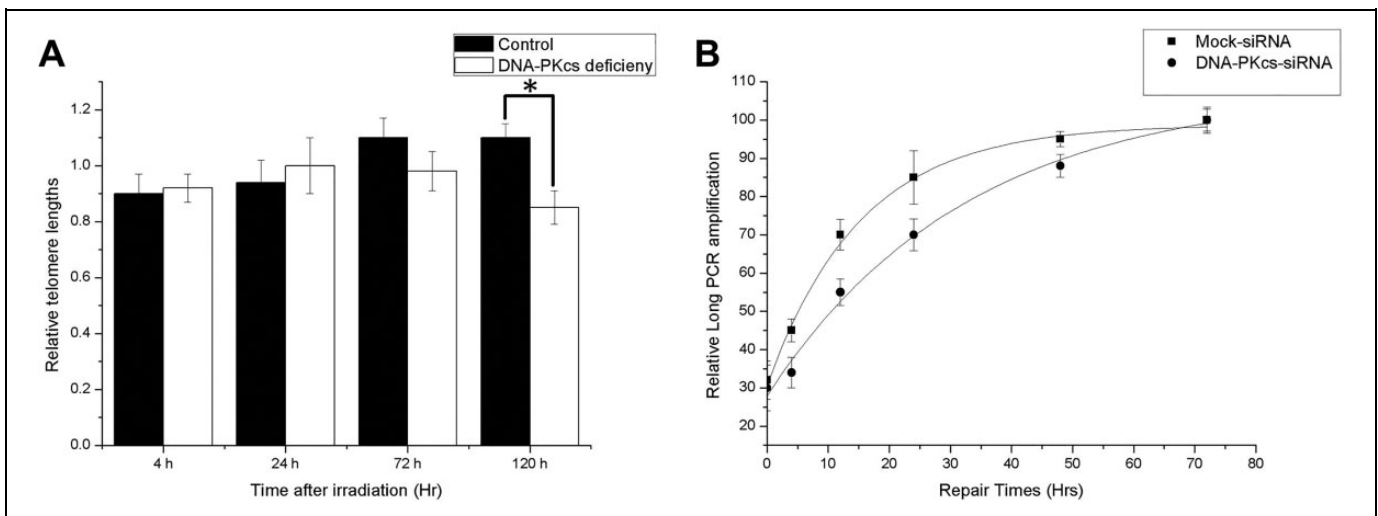 A
Control
DNA-PKcs deficieny
*
1.2
1.0
0.8
0.6
0.4
0.2
0.0
Relative telomere lengths
4 h
24 h
72 h
120 h
Time after irradiation (Hr)
B
Mock-siRNA
DNA-PKcs-siRNA
110
100
90
80
70
60
50
40
30
20
Relative Long PCR amplification
0
10
20
30
40
50
60
70
80
Repair Times (Hrs)